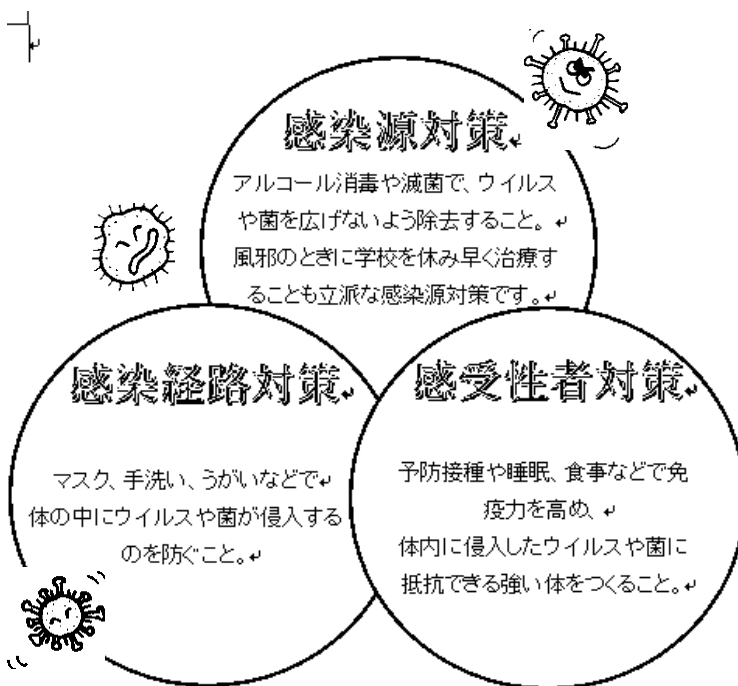 感染源対策
アルコール消毒や滅菌で、ウイルス
や菌を広げないよう除去すること。
風邪のときに学校を休み早く治療す
ることも立派な感染源対策です。
感染経路対策
マスク、手洗い、うがいなどで
体の中にウイルスや菌が侵入する
のを防ぐこと。
感受性者対策
予防接種や睡眠、食事などで免
疫力を高め、
体内に侵入したウイルスや菌に
抵抗できる強い体をつくること。